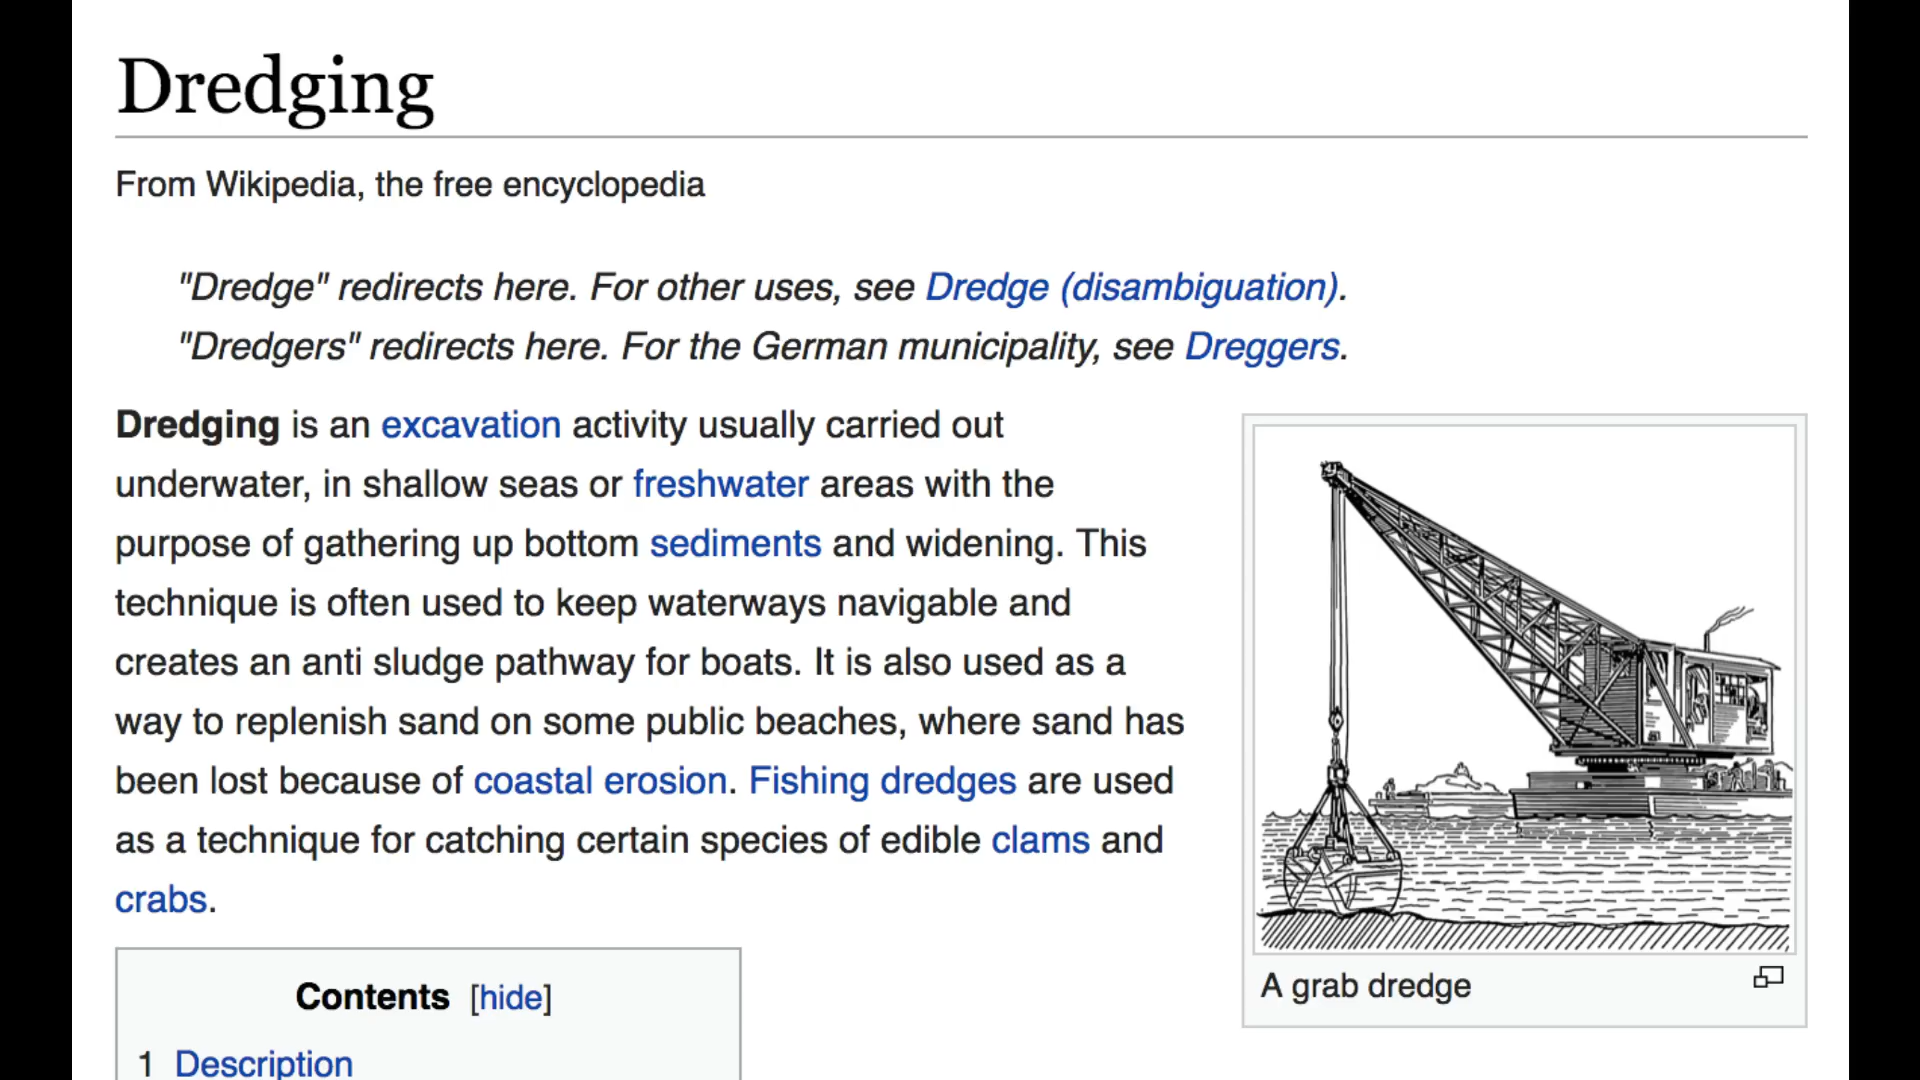 Dredging
From Wikipedia, the free encyclopedia
"Dredge" redirects here. For other uses, see Dredge (disambiguation).
"Dredgers" redirects here. For the German municipality, see Dreggers.
Dredging is an excavation activity usually carried out
underwater, in shallow seas or freshwater areas with the
purpose of gathering up bottom sediments and widening. This
technique is often used to keep waterways navigable and
creates an anti sludge pathway for boats. It is also used as a
way to replenish sand on some public beaches, where sand has
been lost because of coastal erosion. Fishing dredges are used
as a technique for catching certain species of edible clams and
crabs.
A grab dredge
Contents [hide]
1 Description